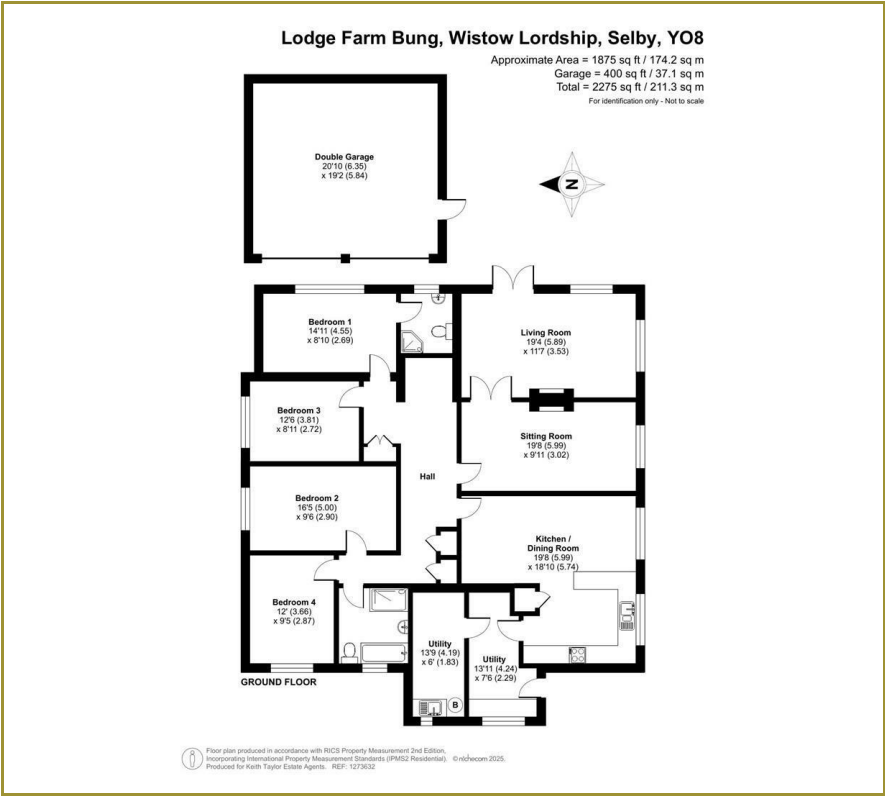 Lodge Farm Bung, Wistow Lordship, Selby, YO8
Approximate Area = 1875 sq ft / 174.2 sq m
Garage = 400 sq ft / 37.1 sq m
Total = 2275 sq ft / 211.3 sq m
For identification only - Not to scale
Double Garage
20'10 (6.35)
x 19'2 (5.84)
N
Bedroom 1
14'11 (4.55)
x 8'10 (2.69)
Living Room
19'4 (5.89)
x 11'7 (3.53)
Bedroom 3
12'6 (3.81)
x 8'11 (2.72)
Sitting Room
19'8 (5.99)
x 9'11 (3.02)
Hall
Bedroom 2
16'5 (5.00)
x 9'6 (2.90)
Kitchen /
Dining Room
19'8 (5.99)
x 18'10 (5.74)
Bedroom 4
12' (3.66)
x 9'5 (2.87)
Utility
13'9 (4.19)
x 6' (1.83)
Utility
13'11 (4.24)
x 7'6 (2.29)
B
GROUND FLOOR
Floor plan produced in accordance with RICS Property Measurement 2nd Edition,
Incorporating International Property Measurement Standards (IPMS2 Residential). © nichecom 2025.
Produced for Keith Taylor Estate Agents. REF: 1273632